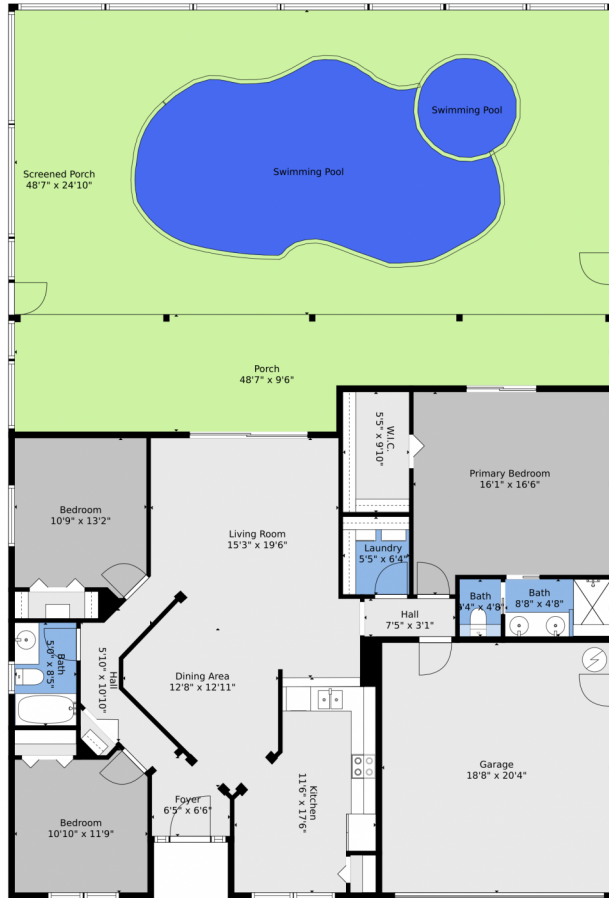 Swimming Pool
Swimming Pool
Screened Porch
48'7" x 24'10"
Porch
48'7" x 9'6"
W.I.C.
5'5" x 9'10"
Primary Bedroom
16'1" x 16'6"
Bedroom
10'9" x 13'2"
Living Room
15'3" x 19'6"
Laundry
5'5" x 6'4"
Bath
'4" x 4'8"
Bath
8'8" x 4'8"
Hall
7'5" x 3'1"
Bath
5'0" x 8'5"
Hall
5'10" x 10'10"
Dining Area
12'8" x 12'11"
Garage
18'8" x 20'4"
Kitchen
11'6" x 17'6"
Foyer
6'5" x 6'6"
Bedroom
10'10" x 11'9"